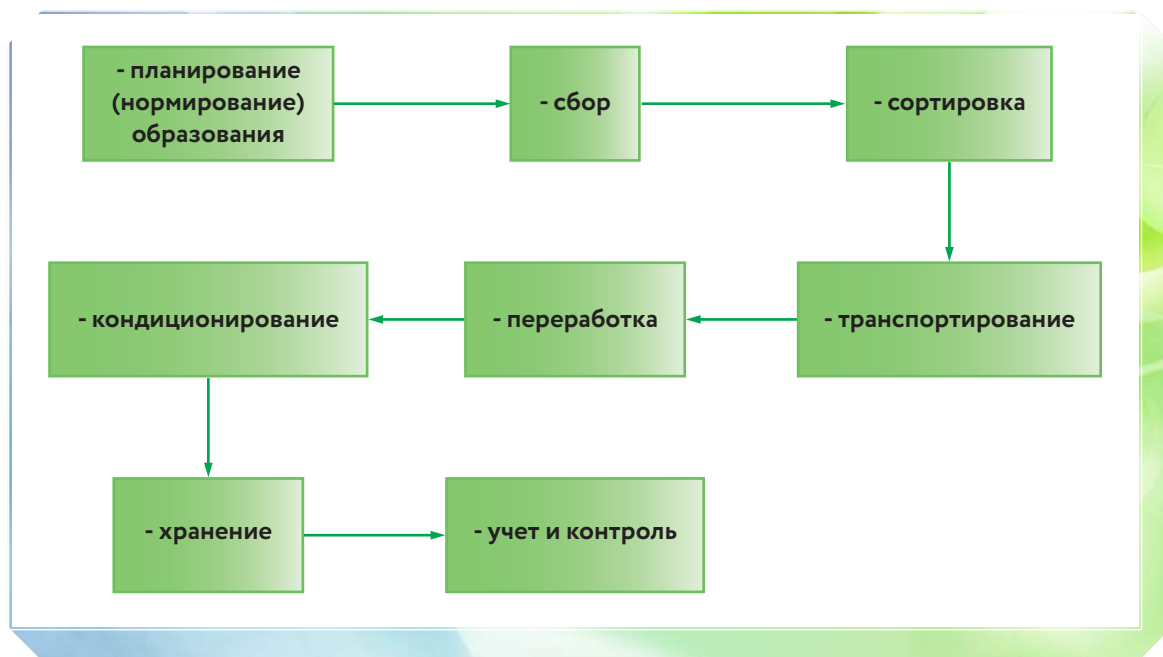 - планирование
(нормирование)
образования
- сбор
- сортировка
- транспортирование
- переработка
- кондиционирование
- хранение
- учет и контроль